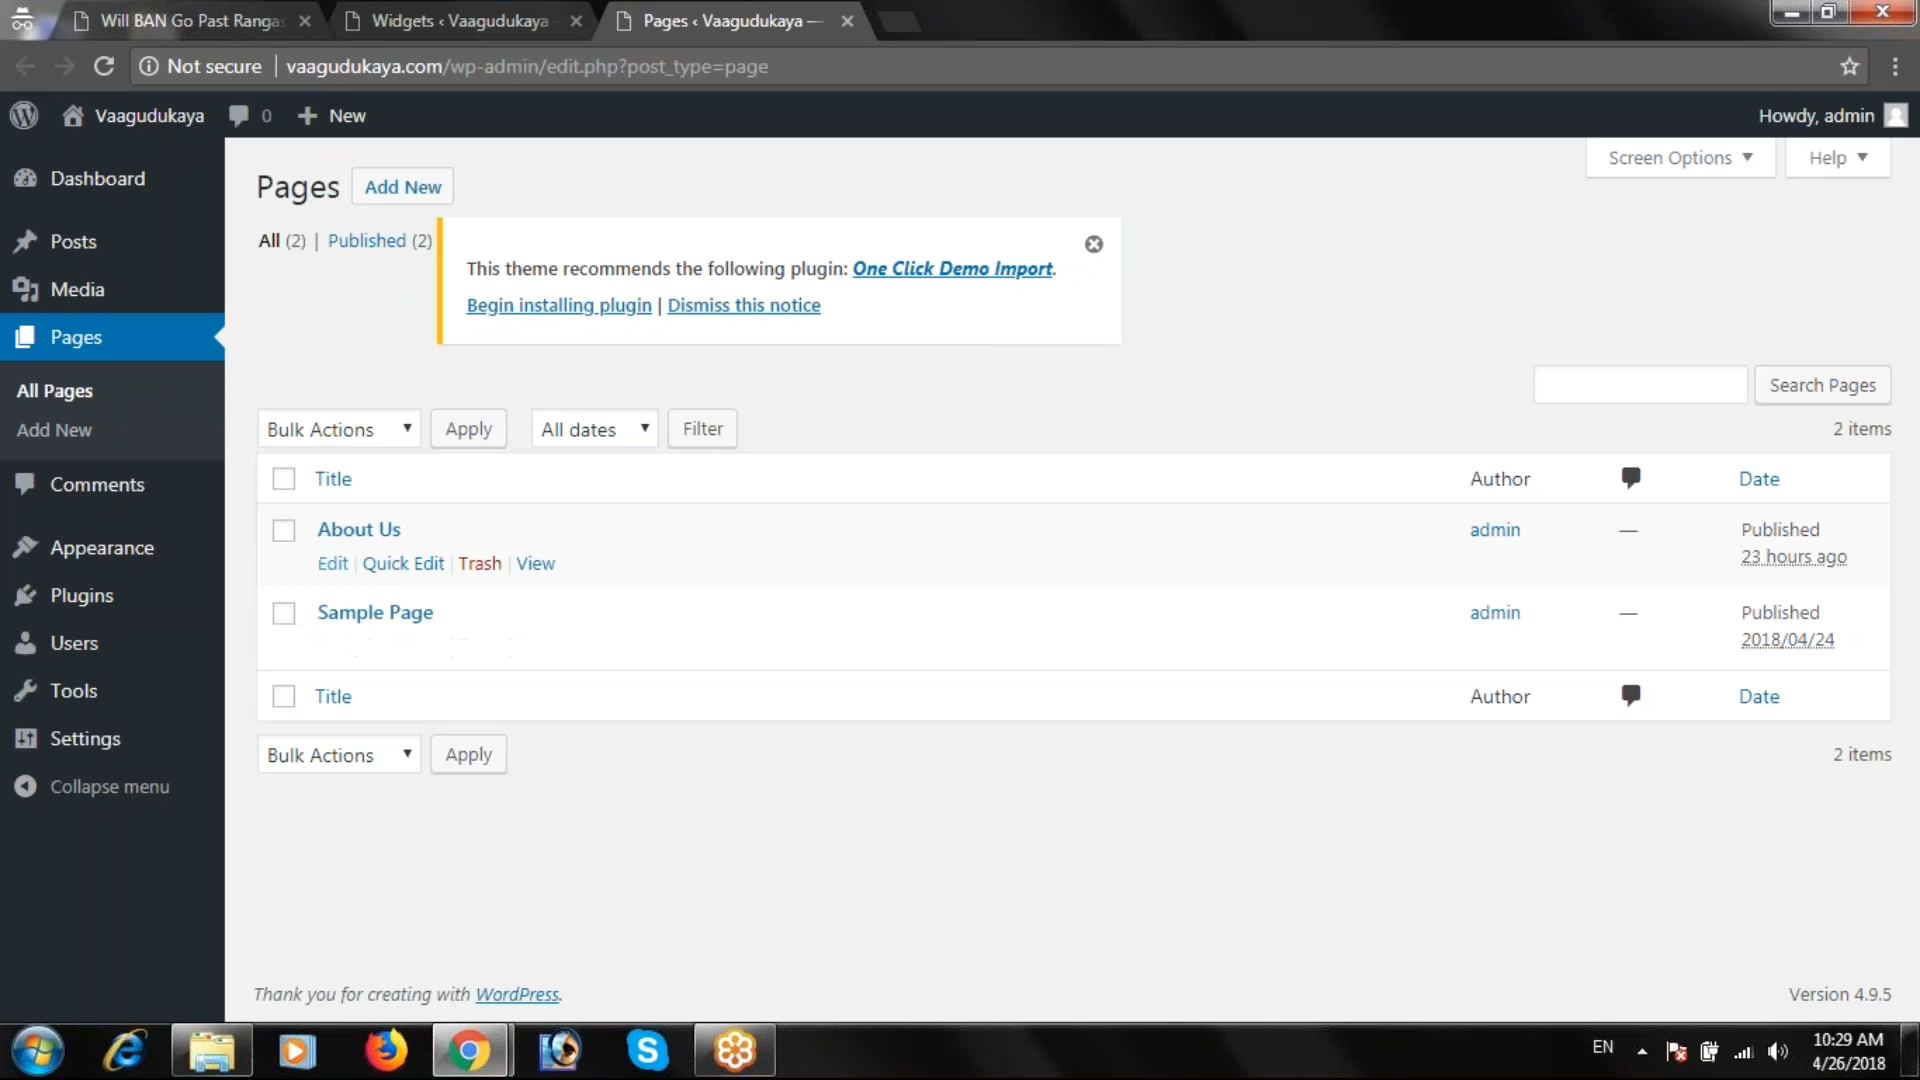 Will BAN Go Past Rangas
Widgets ‹ Vaagudukaya
Pages ‹ Vaagudukaya —
Not secure | vaagudukaya.com/wp-admin/edit.php?post_type=page
Vaagudukaya 0 New
Howdy, admin
Dashboard
Posts
Media
Pages
All Pages
Add New
Comments
Appearance
Plugins
Users
Tools
Settings
Collapse menu
Screen Options Help
Pages Add New
All (2) | Published (2)
This theme recommends the following plugin: One Click Demo Import.
Begin installing plugin | Dismiss this notice
Search Pages
Bulk Actions Apply All dates Filter 2 items
Title Author Date
About Us admin — Published
23 hours ago
Edit | Quick Edit | Trash | View
Sample Page admin — Published
2018/04/24
Title Author Date
Bulk Actions Apply 2 items
Thank you for creating with WordPress. Version 4.9.5
EN 10:29 AM
4/26/2018